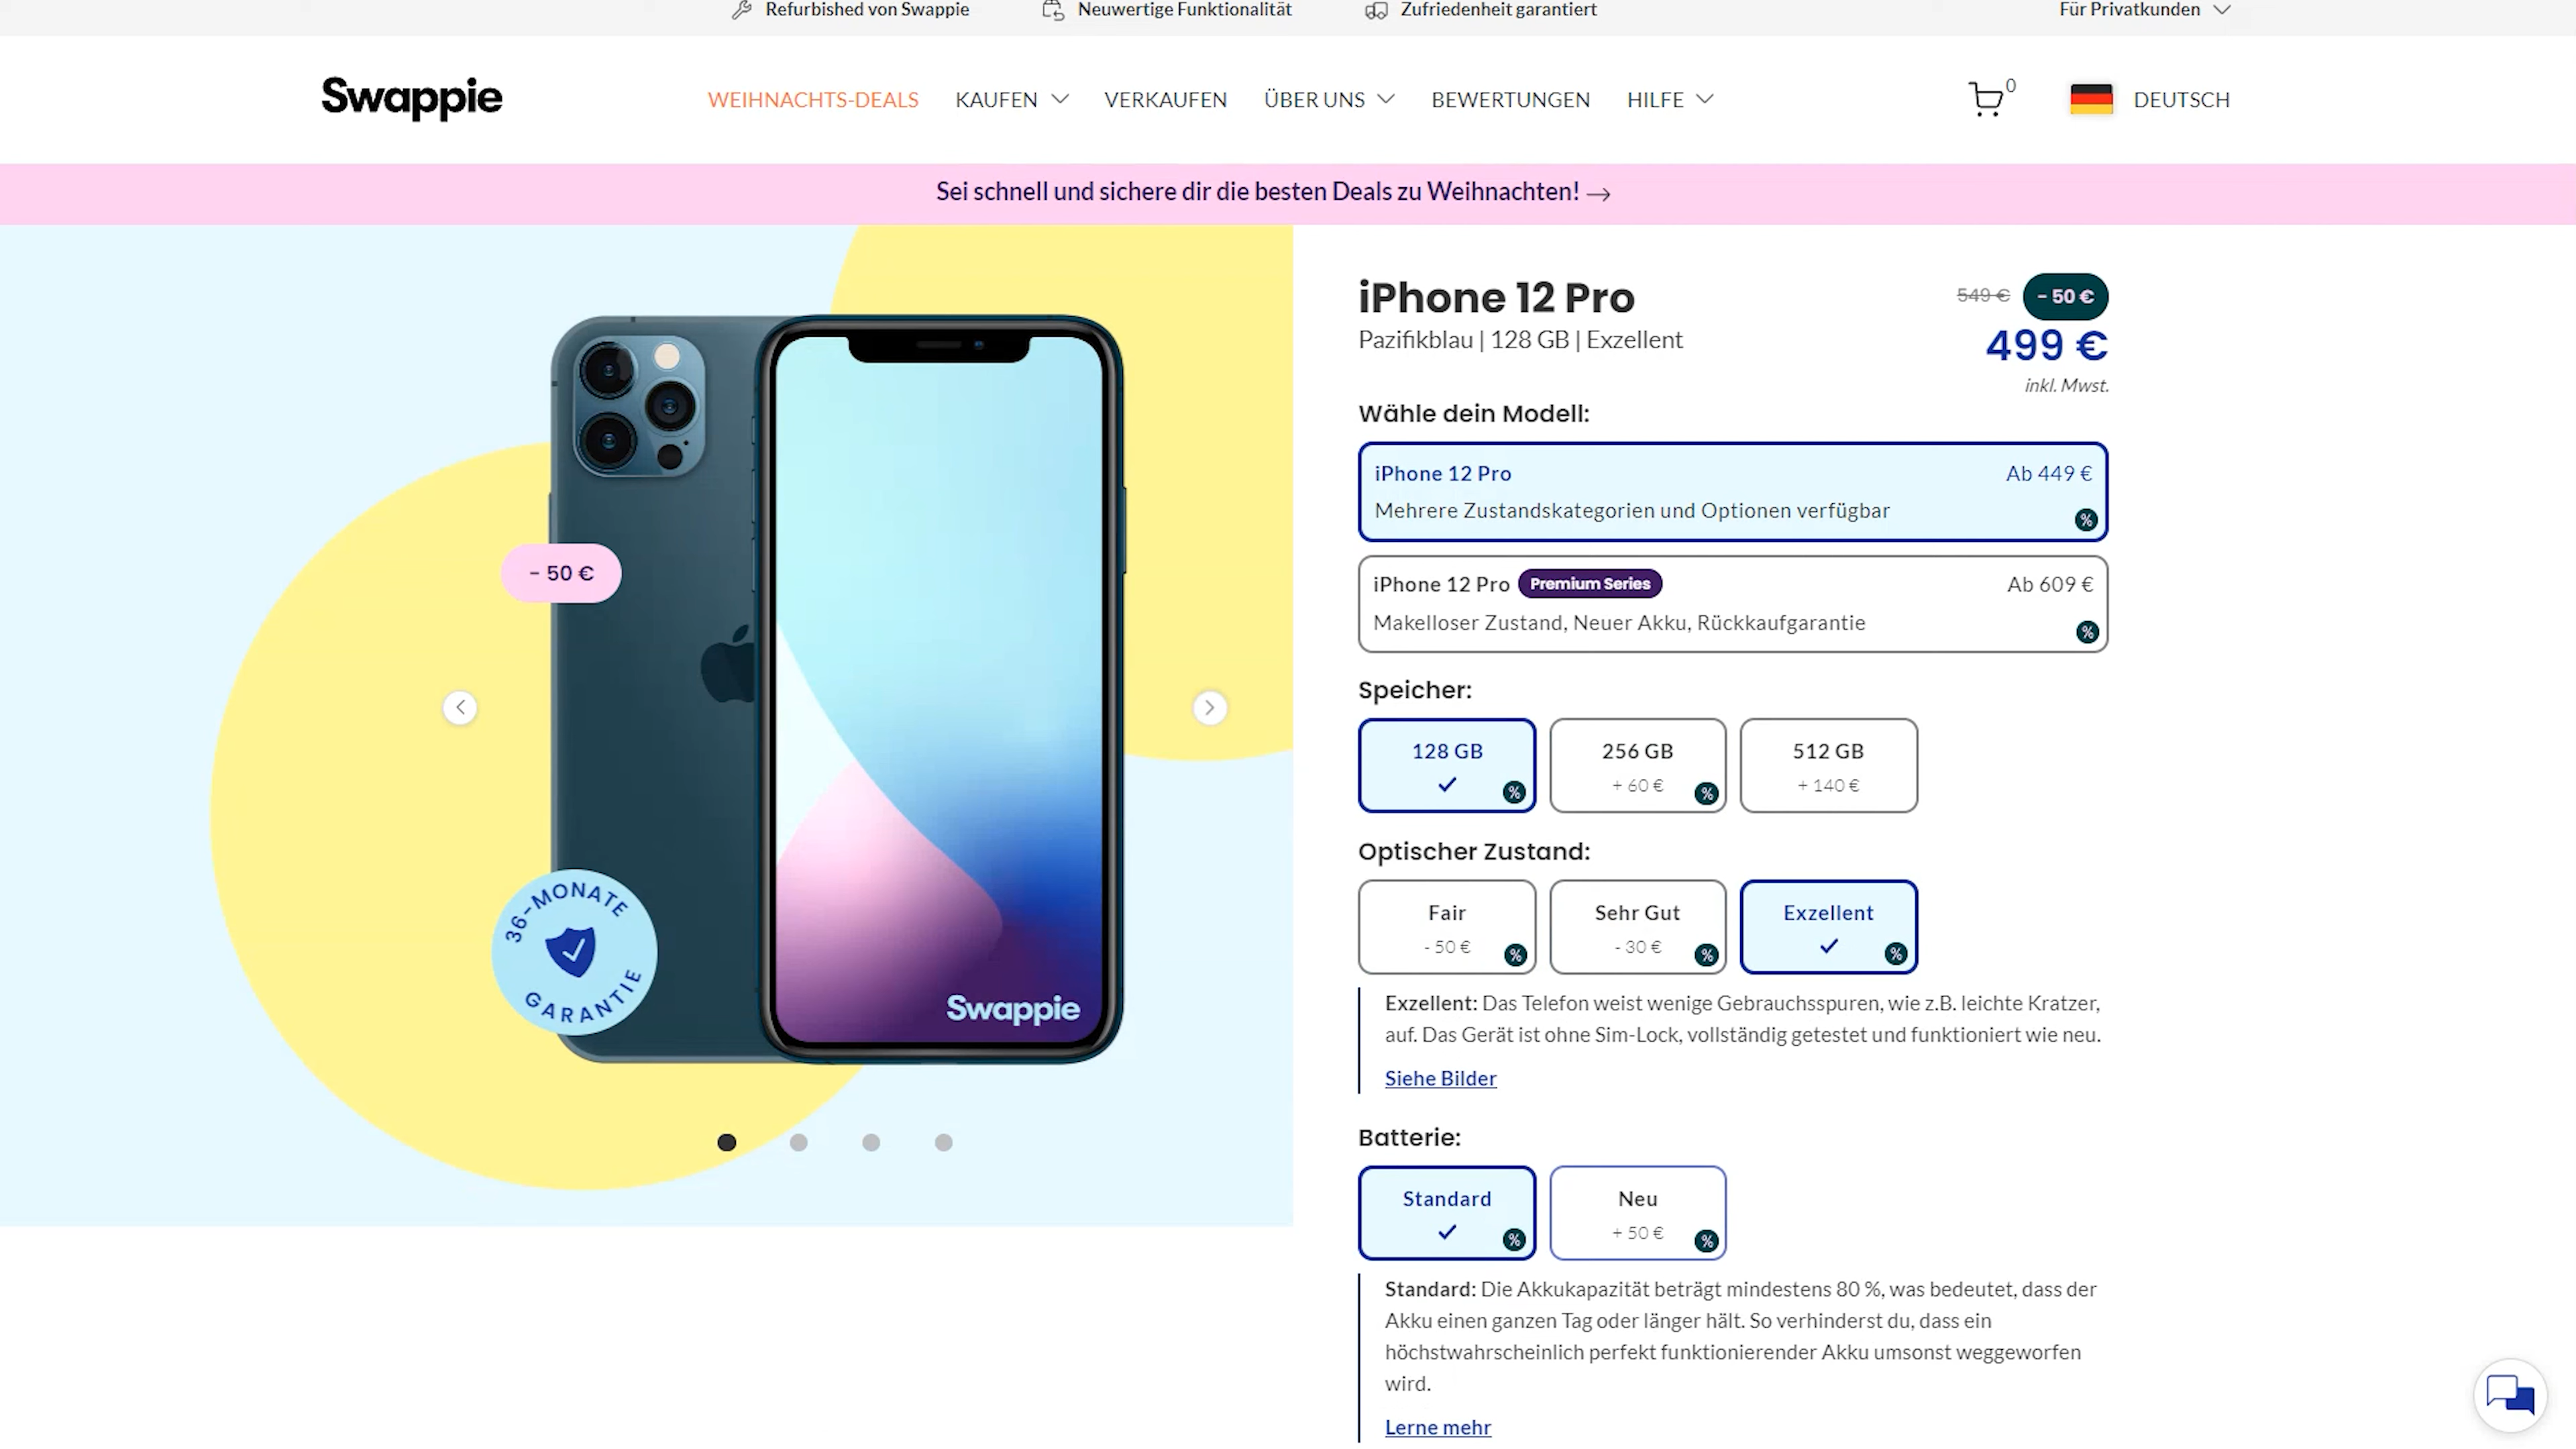 Refurbished von Swappie
Neuwertige Funktionalität
Zufriedenheit garantiert
Für Privatkunden
Swappie
WEIHNACHTS-DEALS
KAUFEN
VERKAUFEN
ÜBER UNS
BEWERTUNGEN
HILFE
0
DEUTSCH
Sei schnell und sichere dir die besten Deals zu Weihnachten! →
- 50 €
36-MONATE
GARANTIE
Swappie
iPhone 12 Pro
549 €
- 50 €
Pazifikblau | 128 GB | Exzellent
499 €
inkl. Mwst.
Wähle dein Modell:
iPhone 12 Pro
Ab 449 €
Mehrere Zustandskategorien und Optionen verfügbar
%
iPhone 12 Pro
Premium Series
Ab 609 €
Makelloser Zustand, Neuer Akku, Rückkaufgarantie
%
Speicher:
128 GB
%
256 GB
+ 60 €
%
512 GB
+ 140 €
Optischer Zustand:
Fair
- 50 €
%
Sehr Gut
- 30 €
%
Exzellent
%
Exzellent: Das Telefon weist wenige Gebrauchsspuren, wie z.B. leichte Kratzer,
auf. Das Gerät ist ohne Sim-Lock, vollständig getestet und funktioniert wie neu.
Siehe Bilder
Batterie:
Standard
%
Neu
+ 50 €
%
Standard: Die Akkukapazität beträgt mindestens 80 %, was bedeutet, dass der
Akku einen ganzen Tag oder länger hält. So verhinderst du, dass ein
höchstwahrscheinlich perfekt funktionierender Akku umsonst weggeworfen
wird.
Lerne mehr